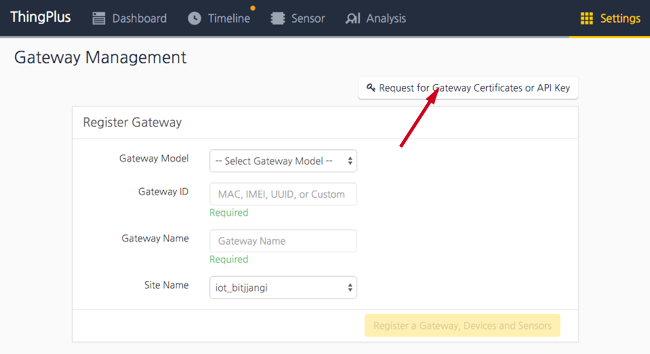 ThingPlus Dashboard Timeline Sensor Analysis Settings
Gateway Management
Request for Gateway Certificates or API Key
Register Gateway
Gateway Model -- Select Gateway Model --
Gateway ID MAC, IMEI, UUID, or Custom
Required
Gateway Name Gateway Name
Required
Site Name iot_bitjjangi
Register a Gateway, Devices and Sensors